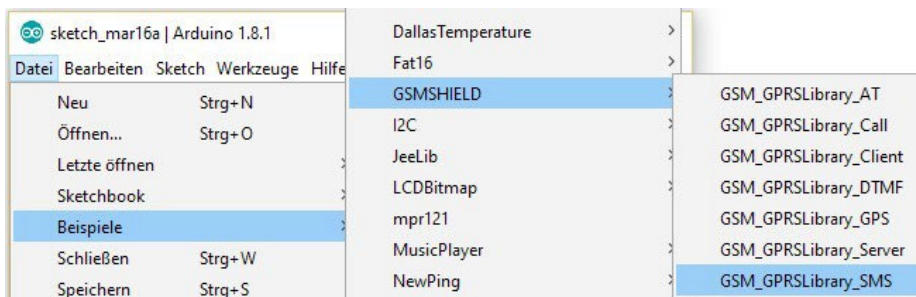 sketch_mar16a | Arduino 1.8.1
Datei Bearbeiten Sketch Werkzeuge Hilfe
Neu Strg+N
Öffnen... Strg+O
Letzte öffnen
Sketchbook
Beispiele
Schließen Strg+W
Speichern Strg+S
DallasTemperature
Fat16
GSMSHIELD
I2C
JeeLib
LCDBitmap
mpr121
MusicPlayer
NewPing
GSM_GPRSLibrary_AT
GSM_GPRSLibrary_Call
GSM_GPRSLibrary_Client
GSM_GPRSLibrary_DTMF
GSM_GPRSLibrary_GPS
GSM_GPRSLibrary_Server
GSM_GPRSLibrary_SMS